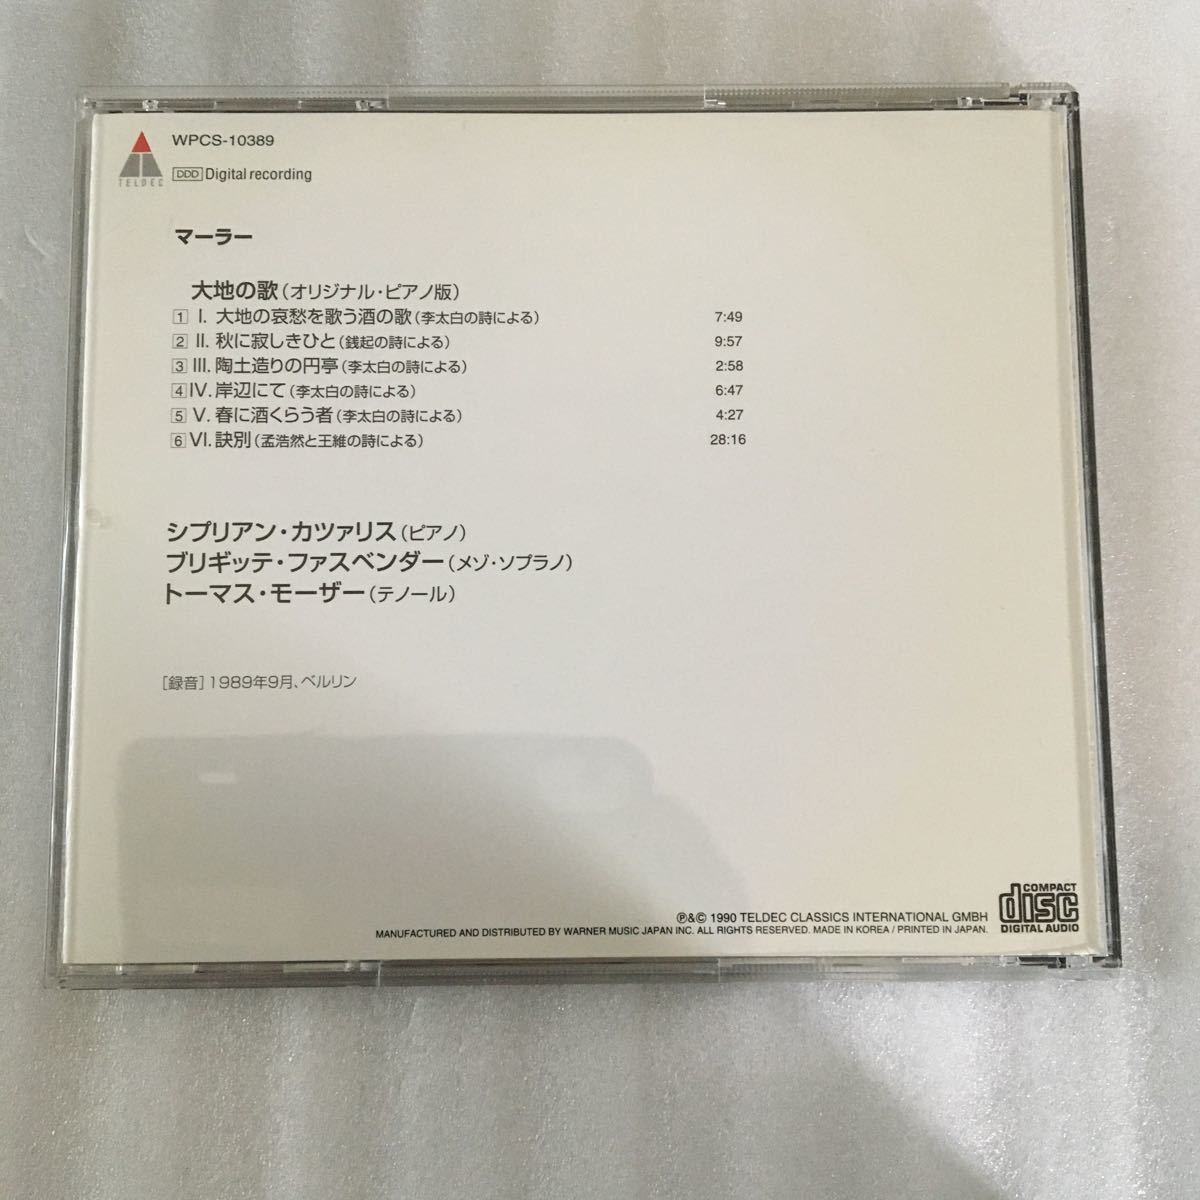 WPCS-10389
TELDEC
DDD Digital recording
マーラー
大地の歌(オリジナル・ピアノ版)
1 I. 大地の哀愁を歌う酒の歌(李太白の詩による) 7:49
2 II. 秋に寂しきひと(銭起の詩による) 9:57
3 III. 陶土造りの円亭(李太白の詩による) 2:58
4 IV. 岸辺にて(李太白の詩による) 6:47
5 V. 春に酒くらう者(李太白の詩による) 4:27
6 VI. 訣別(孟浩然と王維の詩による) 28:16
シプリアン・カツァリス(ピアノ)
ブリギッテ・ファスベンダー(メゾ・ソプラノ)
トーマス・モーザー(テノール)
[録音]1989年9月、ベルリン
℗&© 1990 TELDEC CLASSICS INTERNATIONAL GMBH
MANUFACTURED AND DISTRIBUTED BY WARNER MUSIC JAPAN INC. ALL RIGHTS RESERVED. MADE IN KOREA / PRINTED IN JAPAN.
COMPACT
disc
DIGITAL AUDIO